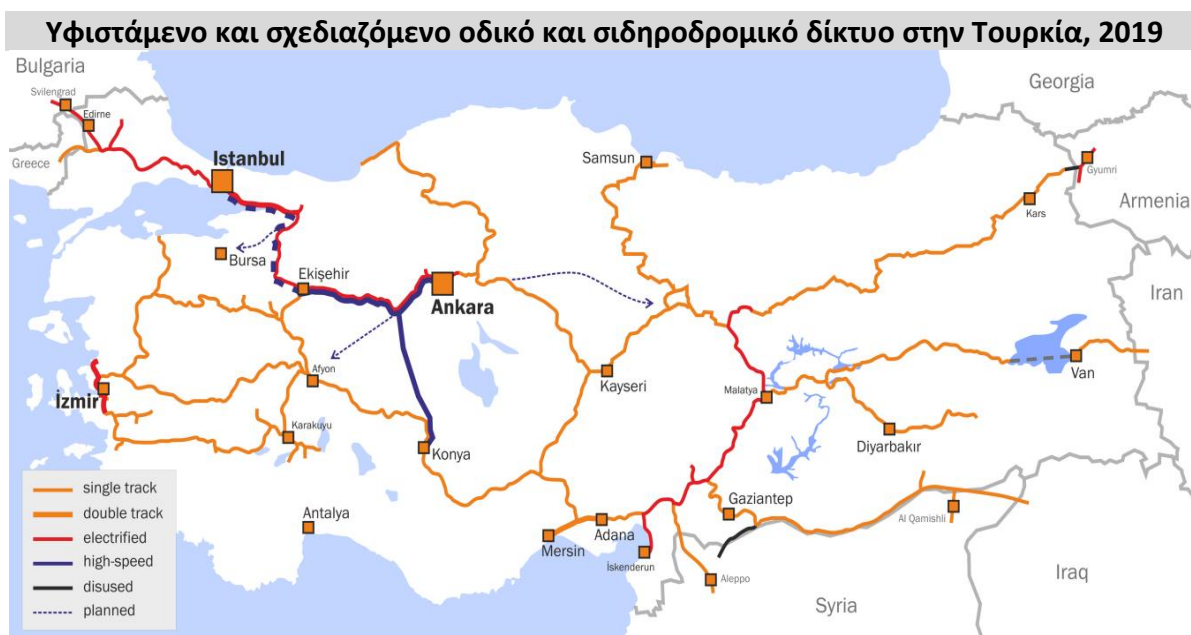 Υφιστάμενο και σχεδιαζόμενο οδικό και σιδηροδρομικό δίκτυο στην Τουρκία, 2019
Bulgaria
Svilengrad
Edirne
Greece
Istanbul
Bursa
Ekişehir
Ankara
Samsun
Georgia
Gyumri
Kars
Armenia
Iran
İzmir
Afyon
Karakuyu
Konya
Kayseri
Malatya
Van
Diyarbakır
Antalya
Mersin
Adana
İskenderun
Gaziantep
Aleppo
Al Qamishli
Syria
Iraq
single track
double track
electrified
high-speed
disused
planned